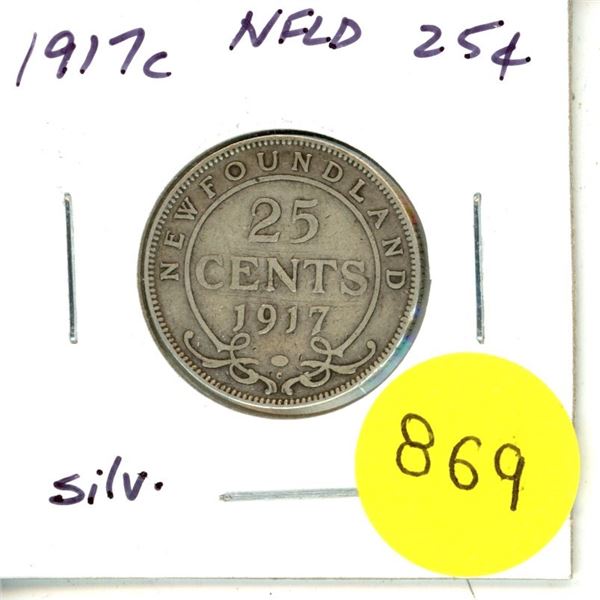 1917c NFLD 25¢
NEWFOUNDLAND
25
CENTS
1917
C
silv.
869